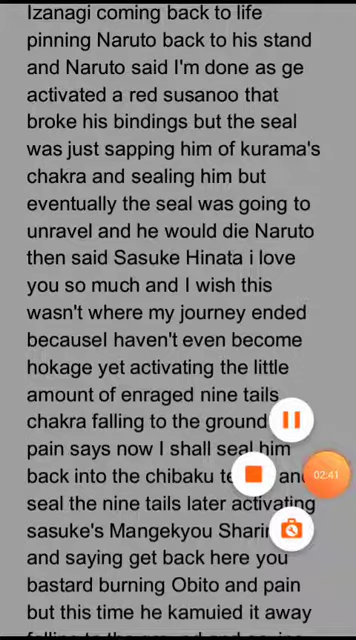 Izanagi coming back to life
pinning Naruto back to his stand
and Naruto said I'm done as ge
activated a red susanoo that
broke his bindings but the seal
was just sapping him of kurama's
chakra and sealing him but
eventually the seal was going to
unravel and he would die Naruto
then said Sasuke Hinata i love
you so much and I wish this
wasn't where my journey ended
becauseI haven't even become
hokage yet activating the little
amount of enraged nine tails
chakra falling to the ground
pain says now I shall seal him
back into the chibaku and
seal the nine tails later activating
sasuke's Mangekyou
and saying get back here you
bastard burning Obito and pain
but this time he kamuied it away
02:41